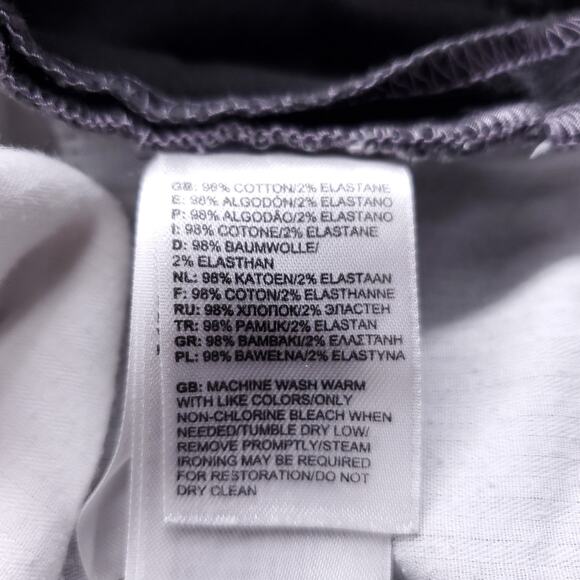 GB: 98% COTTON/2% ELASTANE
E: 98% ALGODÓN/2% ELASTANO
P: 98% ALGODÃO/2% ELASTANO
I: 98% COTONE/2% ELASTANE
D: 98% BAUMWOLLE/
2% ELASTHAN
NL: 98% KATOEN/2% ELASTAAN
F: 98% COTON/2% ELASTHANNE
RU: 98% ХЛОПОК/2% ЭЛАСТЕН
TR: 98% PAMUK/2% ELASTAN
GR: 98% ΒΑΜΒΆΚΙ/2% ΕΛΑΣΤΆΝΗ
PL: 98% BAWEŁNA/2% ELASTYNA
GB: MACHINE WASH WARM
WITH LIKE COLORS/ONLY
NON-CHLORINE BLEACH WHEN
NEEDED/TUMBLE DRY LOW/
REMOVE PROMPTLY/STEAM
IRONING MAY BE REQUIRED
FOR RESTORATION/DO NOT
DRY CLEAN